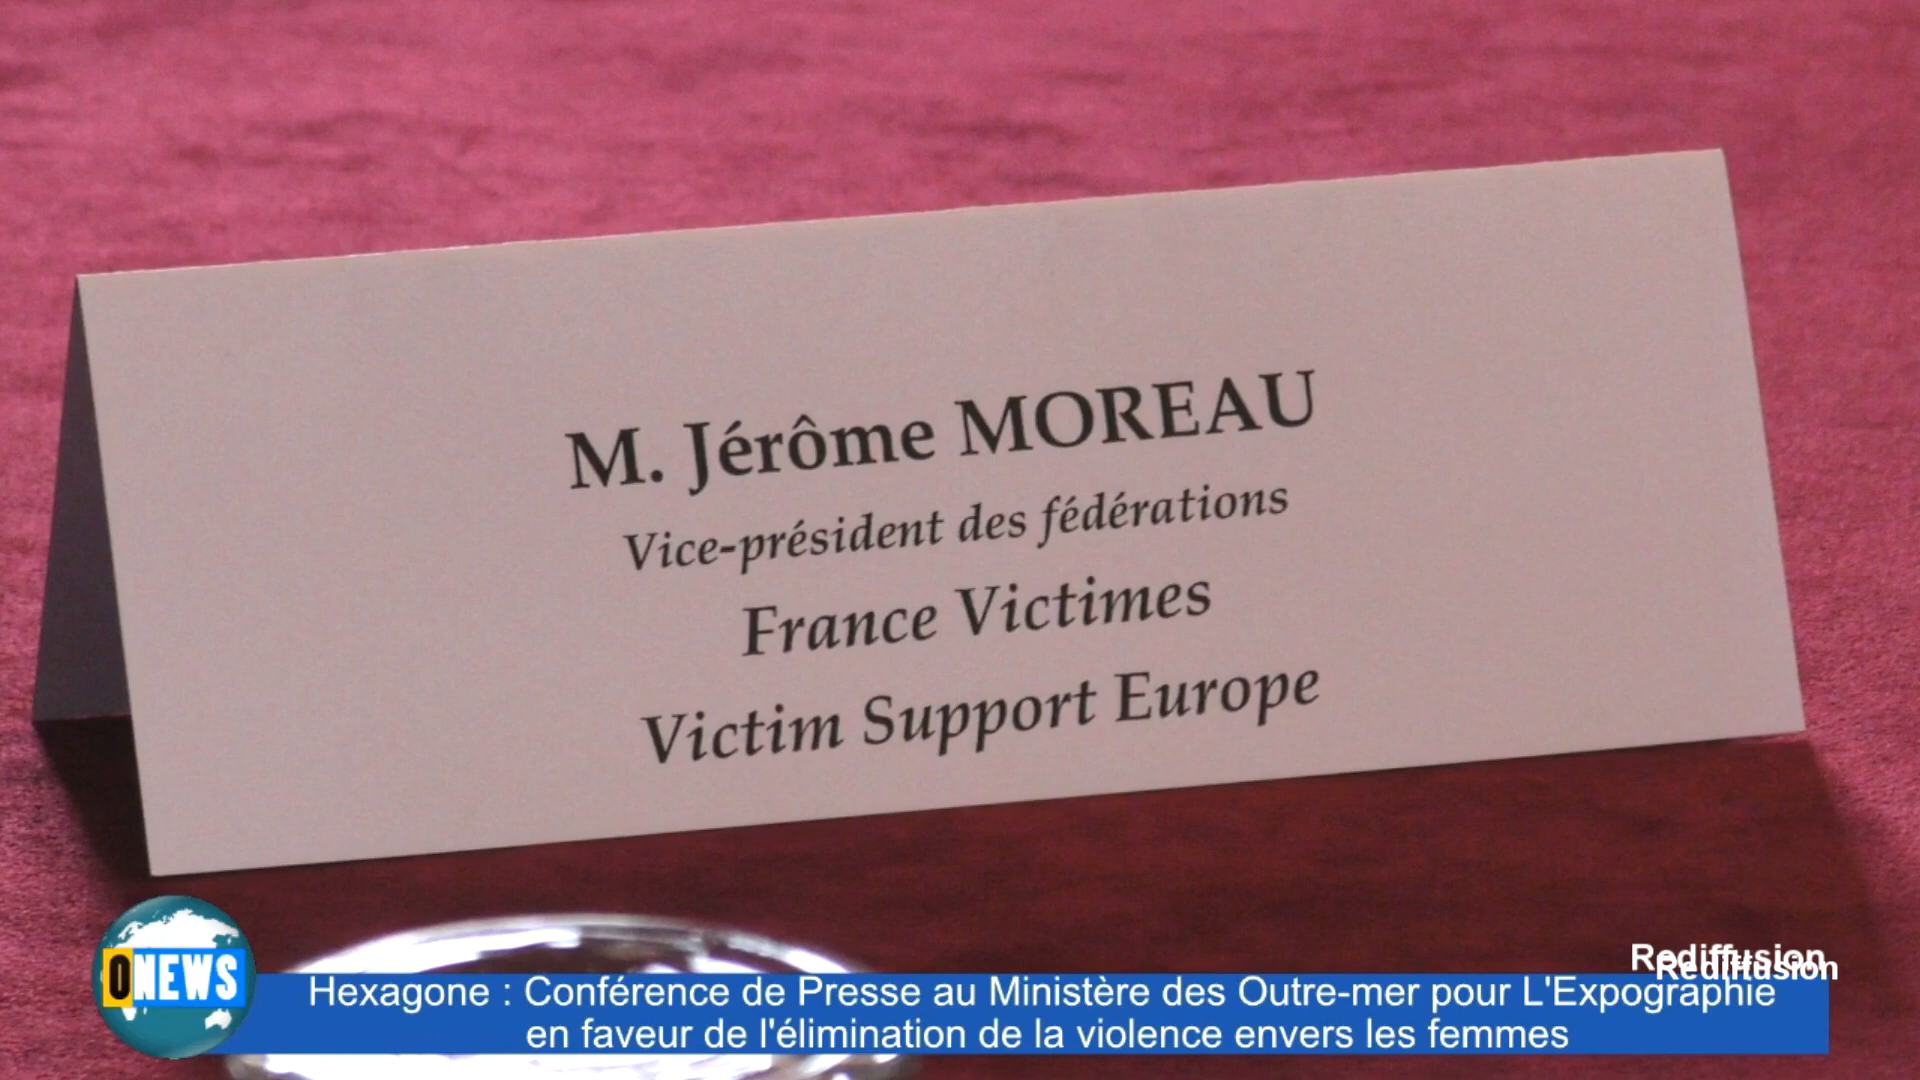 M. Jérôme MOREAU
Vice-président des fédérations
France Victimes
Victim Support Europe
Rediffusion
Rediffusion
ONEWS
Hexagone : Conférence de Presse au Ministère des Outre-mer pour L'Expographie
en faveur de l'élimination de la violence envers les femmes